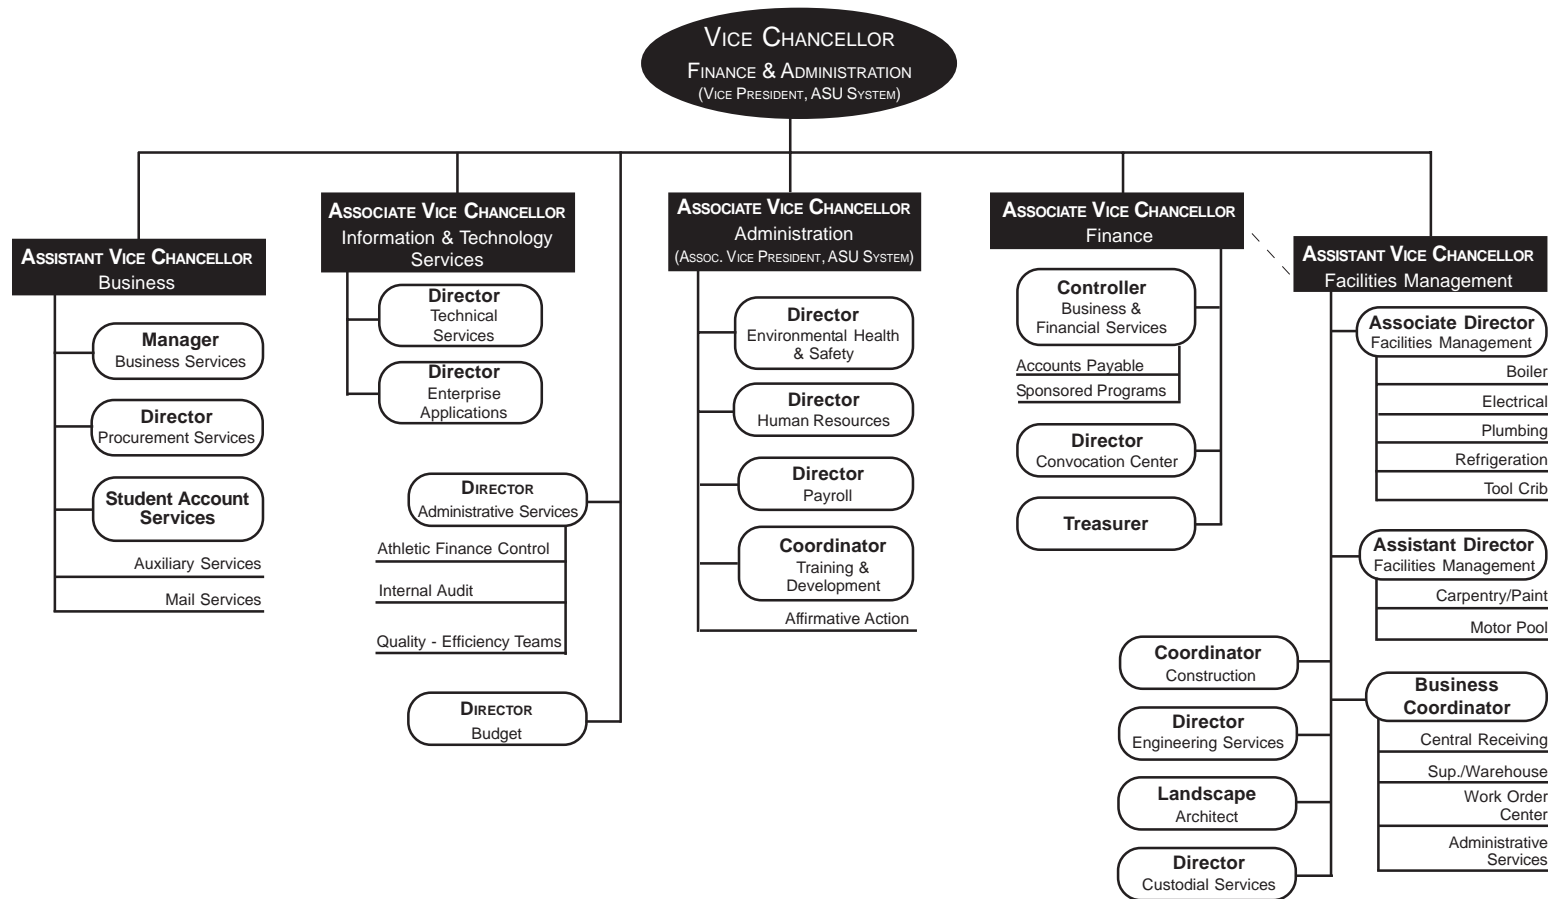 VICE CHANCELLOR
FINANCE & ADMINISTRATION
(VICE PRESIDENT, ASU SYSTEM)
ASSISTANT VICE CHANCELLOR
Business
Manager
Business Services
Director
Procurement Services
Student Account
Services
Auxiliary Services
Mail Services
ASSOCIATE VICE CHANCELLOR
Information & Technology
Services
Director
Technical
Services
Director
Enterprise
Applications
DIRECTOR
Administrative Services
Athletic Finance Control
Internal Audit
Quality - Efficiency Teams
DIRECTOR
Budget
ASSOCIATE VICE CHANCELLOR
Administration
(ASSOC. VICE PRESIDENT, ASU SYSTEM)
Director
Environmental Health
& Safety
Director
Human Resources
Director
Payroll
Coordinator
Training &
Development
Affirmative Action
ASSOCIATE VICE CHANCELLOR
Finance
Controller
Business &
Financial Services
Accounts Payable
Sponsored Programs
Director
Convocation Center
Treasurer
ASSISTANT VICE CHANCELLOR
Facilities Management
Associate Director
Facilities Management
Boiler
Electrical
Plumbing
Refrigeration
Tool Crib
Assistant Director
Facilities Management
Carpentry/Paint
Motor Pool
Coordinator
Construction
Director
Engineering Services
Landscape
Architect
Director
Custodial Services
Business
Coordinator
Central Receiving
Sup./Warehouse
Work Order
Center
Administrative
Services